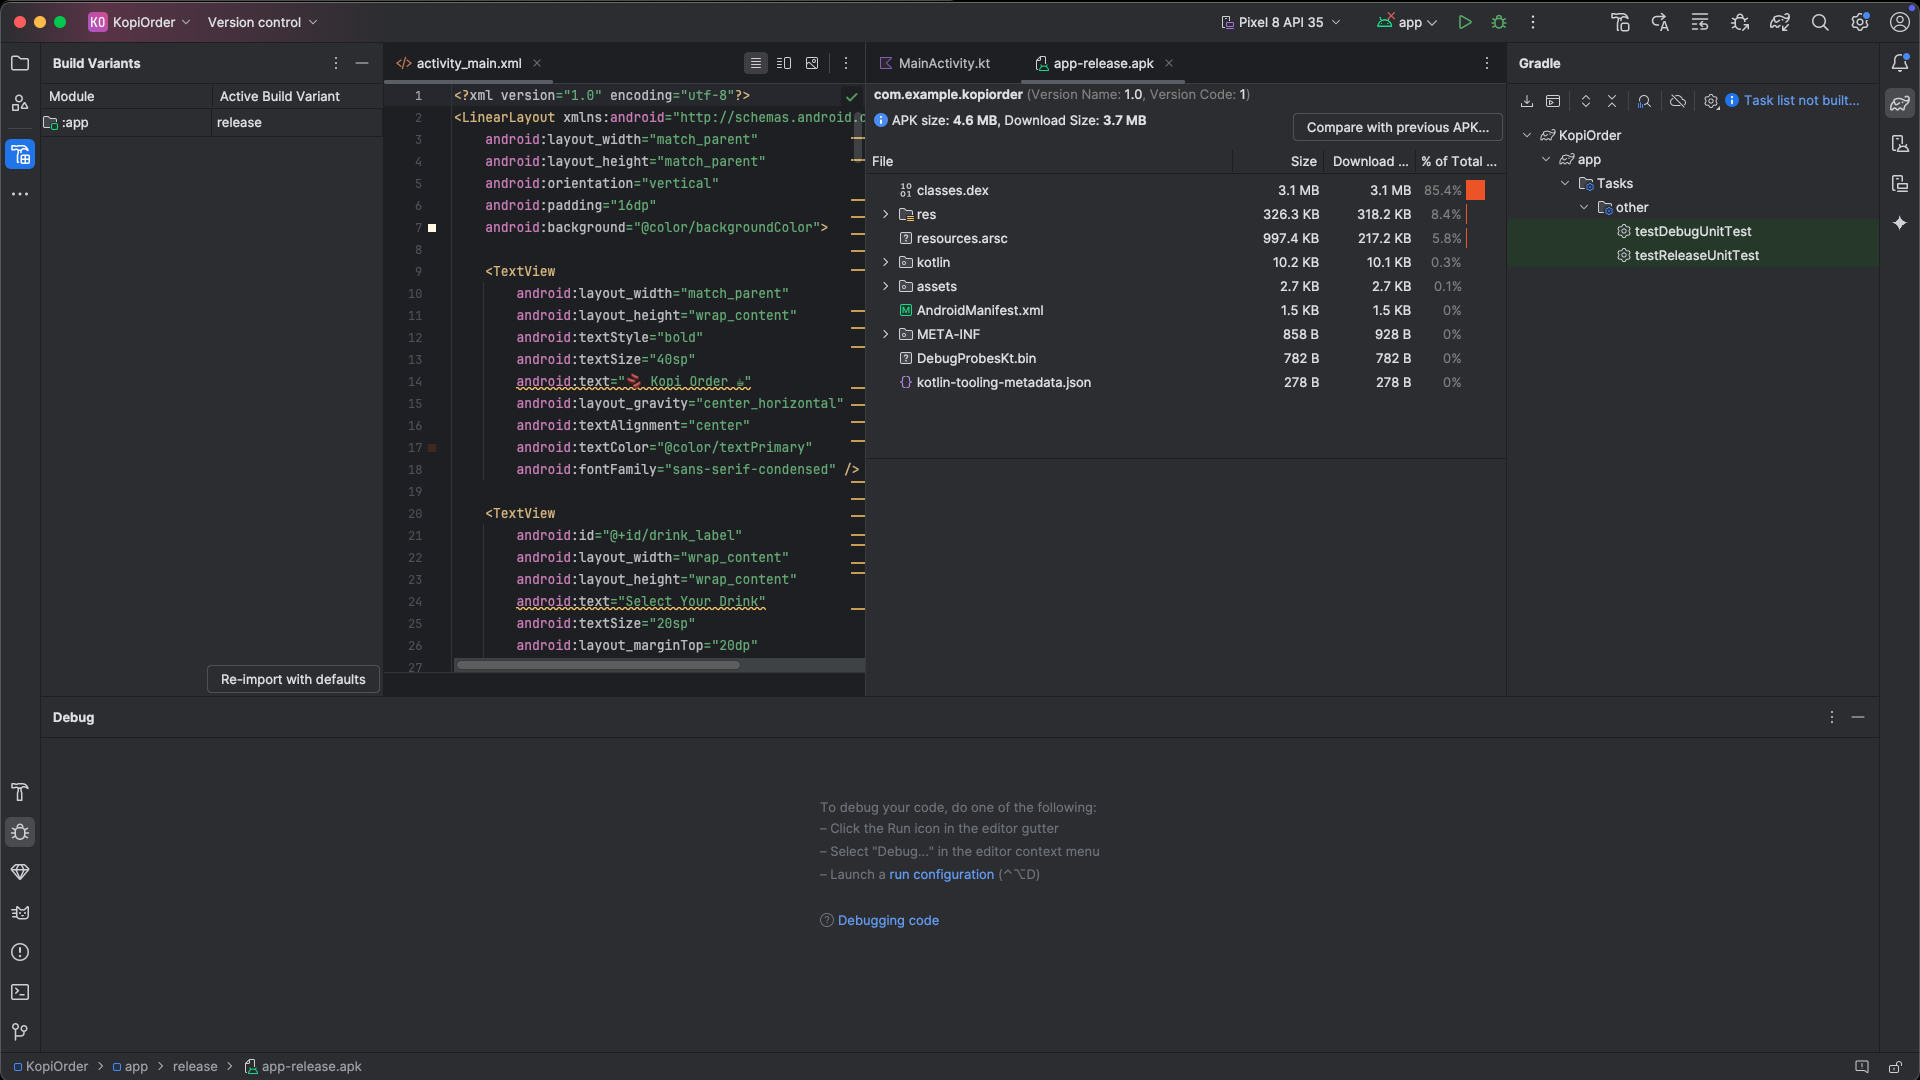 KO KopiOrder Version control Pixel 8 API 35 app
Build Variants
Module Active Build Variant
:app release
Re-import with defaults
activity_main.xml
1 <?xml version="1.0" encoding="utf-8"?>
2 <LinearLayout xmlns:android="http://schemas.android.c
3 android:layout_width="match_parent"
4 android:layout_height="match_parent"
5 android:orientation="vertical"
6 android:padding="16dp"
7 android:background="@color/backgroundColor">
8
9 <TextView
10 android:layout_width="match_parent"
11 android:layout_height="wrap_content"
12 android:textStyle="bold"
13 android:textSize="40sp"
14 android:text="🫘 Kopi Order ☕"
15 android:layout_gravity="center_horizontal"
16 android:textAlignment="center"
17 android:textColor="@color/textPrimary"
18 android:fontFamily="sans-serif-condensed" />
19
20 <TextView
21 android:id="@+id/drink_label"
22 android:layout_width="wrap_content"
23 android:layout_height="wrap_content"
24 android:text="Select Your Drink"
25 android:textSize="20sp"
26 android:layout_marginTop="20dp"
27
MainActivity.kt app-release.apk
com.example.kopiorder (Version Name: 1.0, Version Code: 1)
APK size: 4.6 MB, Download Size: 3.7 MB
Compare with previous APK...
File Size Download ... % of Total ...
classes.dex 3.1 MB 3.1 MB 85.4%
res 326.3 KB 318.2 KB 8.4%
resources.arsc 997.4 KB 217.2 KB 5.8%
kotlin 10.2 KB 10.1 KB 0.3%
assets 2.7 KB 2.7 KB 0.1%
AndroidManifest.xml 1.5 KB 1.5 KB 0%
META-INF 858 B 928 B 0%
DebugProbesKt.bin 782 B 782 B 0%
kotlin-tooling-metadata.json 278 B 278 B 0%
Gradle
Task list not built...
KopiOrder
app
Tasks
other
testDebugUnitTest
testReleaseUnitTest
Debug
To debug your code, do one of the following:
– Click the Run icon in the editor gutter
– Select "Debug..." in the editor context menu
– Launch a run configuration (⌃⌥D)
Debugging code
KopiOrder > app > release > app-release.apk